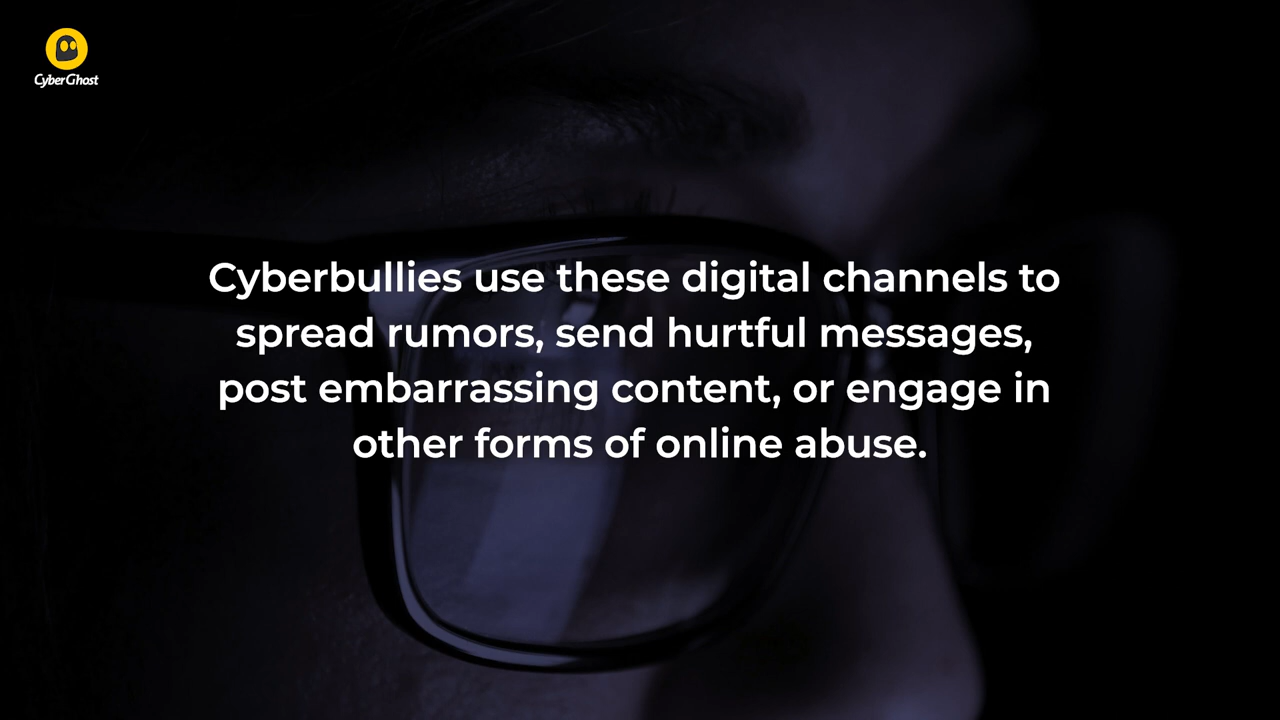 CyberGhost
Cyberbullies use these digital channels to
spread rumors, send hurtful messages,
post embarrassing content, or engage in
other forms of online abuse.